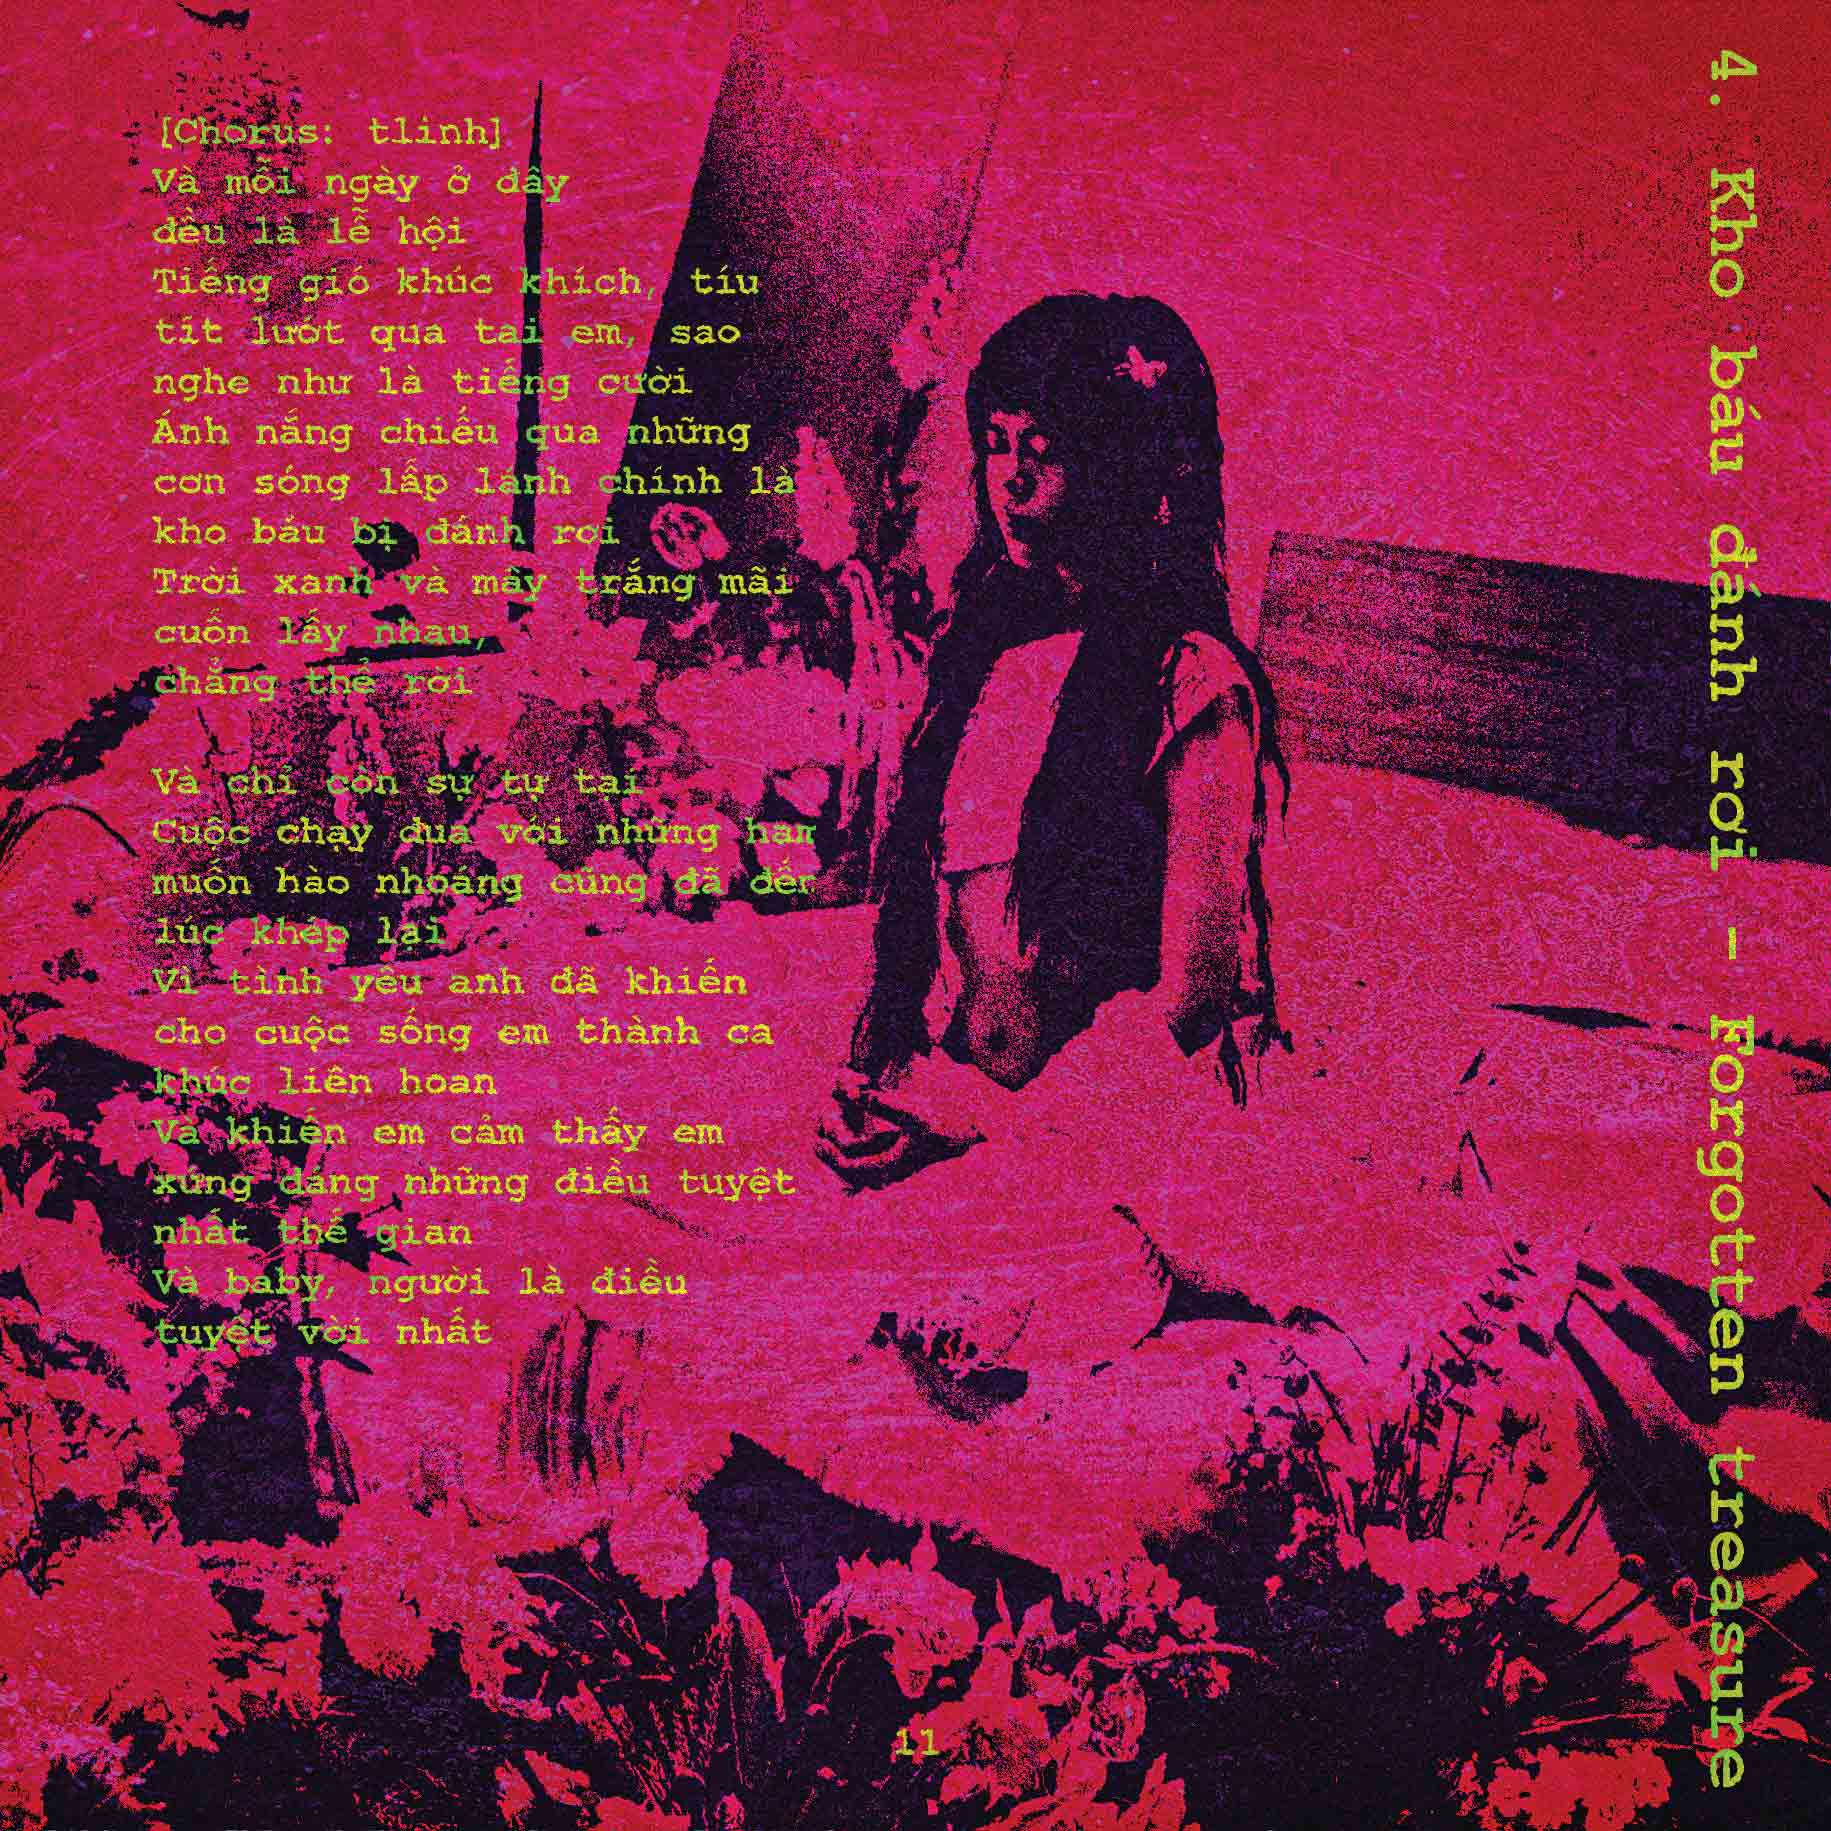 [Chorus: tlinh]
Và mỗi ngày ở đây
đều là lễ hội
Tiếng gió khúc khích, tíu
tít lướt qua tai em, sao
nghe như là tiếng cười
Ánh nắng chiếu qua những
cơn sóng lấp lánh chính là
kho báu bị đánh rơi
Trời xanh và mây trắng mãi
cuốn lấy nhau,
chẳng thể rời
Và chỉ còn sự tự tại
Cuộc chạy đua với những ham
muốn hào nhoáng cũng đã đến
lúc khép lại
Vì tình yêu anh đã khiến
cho cuộc sống em thành ca
khúc liên hoan
Và khiến em cảm thấy em
xứng đáng những điều tuyệt
nhất thế gian
Và baby, người là điều
tuyệt vời nhất
4. Kho báu đánh rơi - Forgotten treasure
11